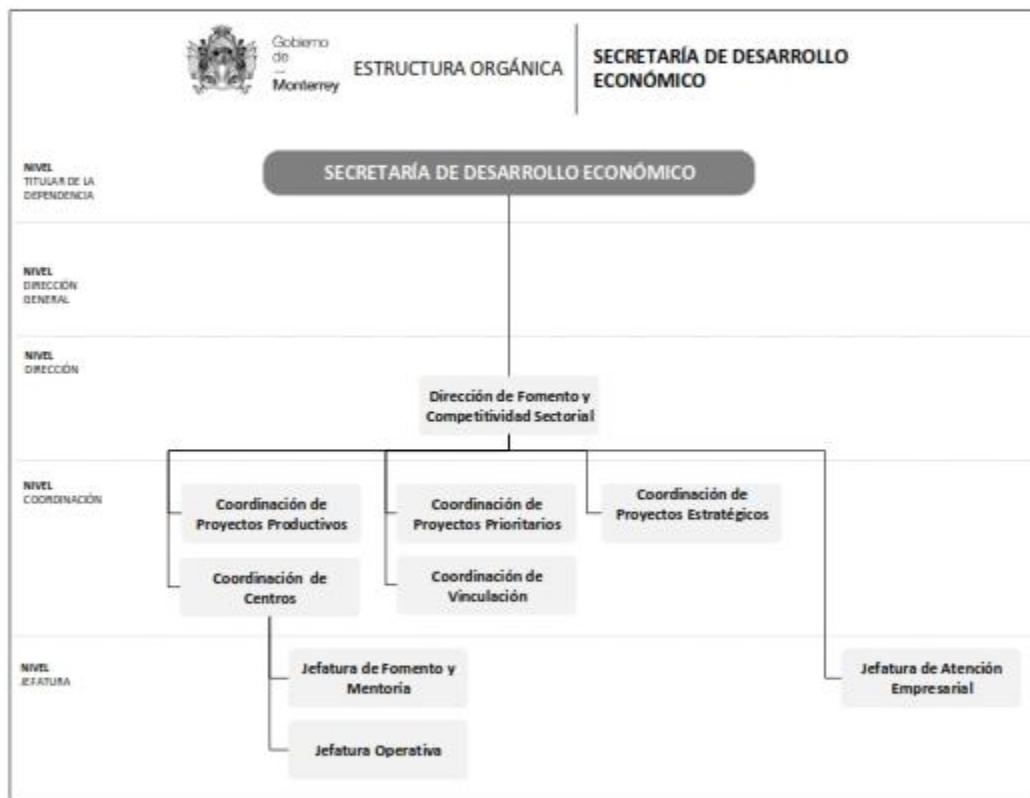 Gobierno
de
—
Monterrey
ESTRUCTURA ORGÁNICA
SECRETARÍA DE DESARROLLO
ECONÓMICO
NIVEL
TITULAR DE LA
DEPENDENCIA
SECRETARÍA DE DESARROLLO ECONÓMICO
NIVEL
DIRECCIÓN
GENERAL
NIVEL
DIRECCIÓN
Dirección de Fomento y
Competitividad Sectorial
NIVEL
COORDINACIÓN
Coordinación de
Proyectos Productivos
Coordinación de
Proyectos Prioritarios
Coordinación de
Proyectos Estratégicos
Coordinación de
Centros
Coordinación de
Vinculación
NIVEL
JEFATURA
Jefatura de Fomento y
Mentoría
Jefatura de Atención
Empresarial
Jefatura Operativa